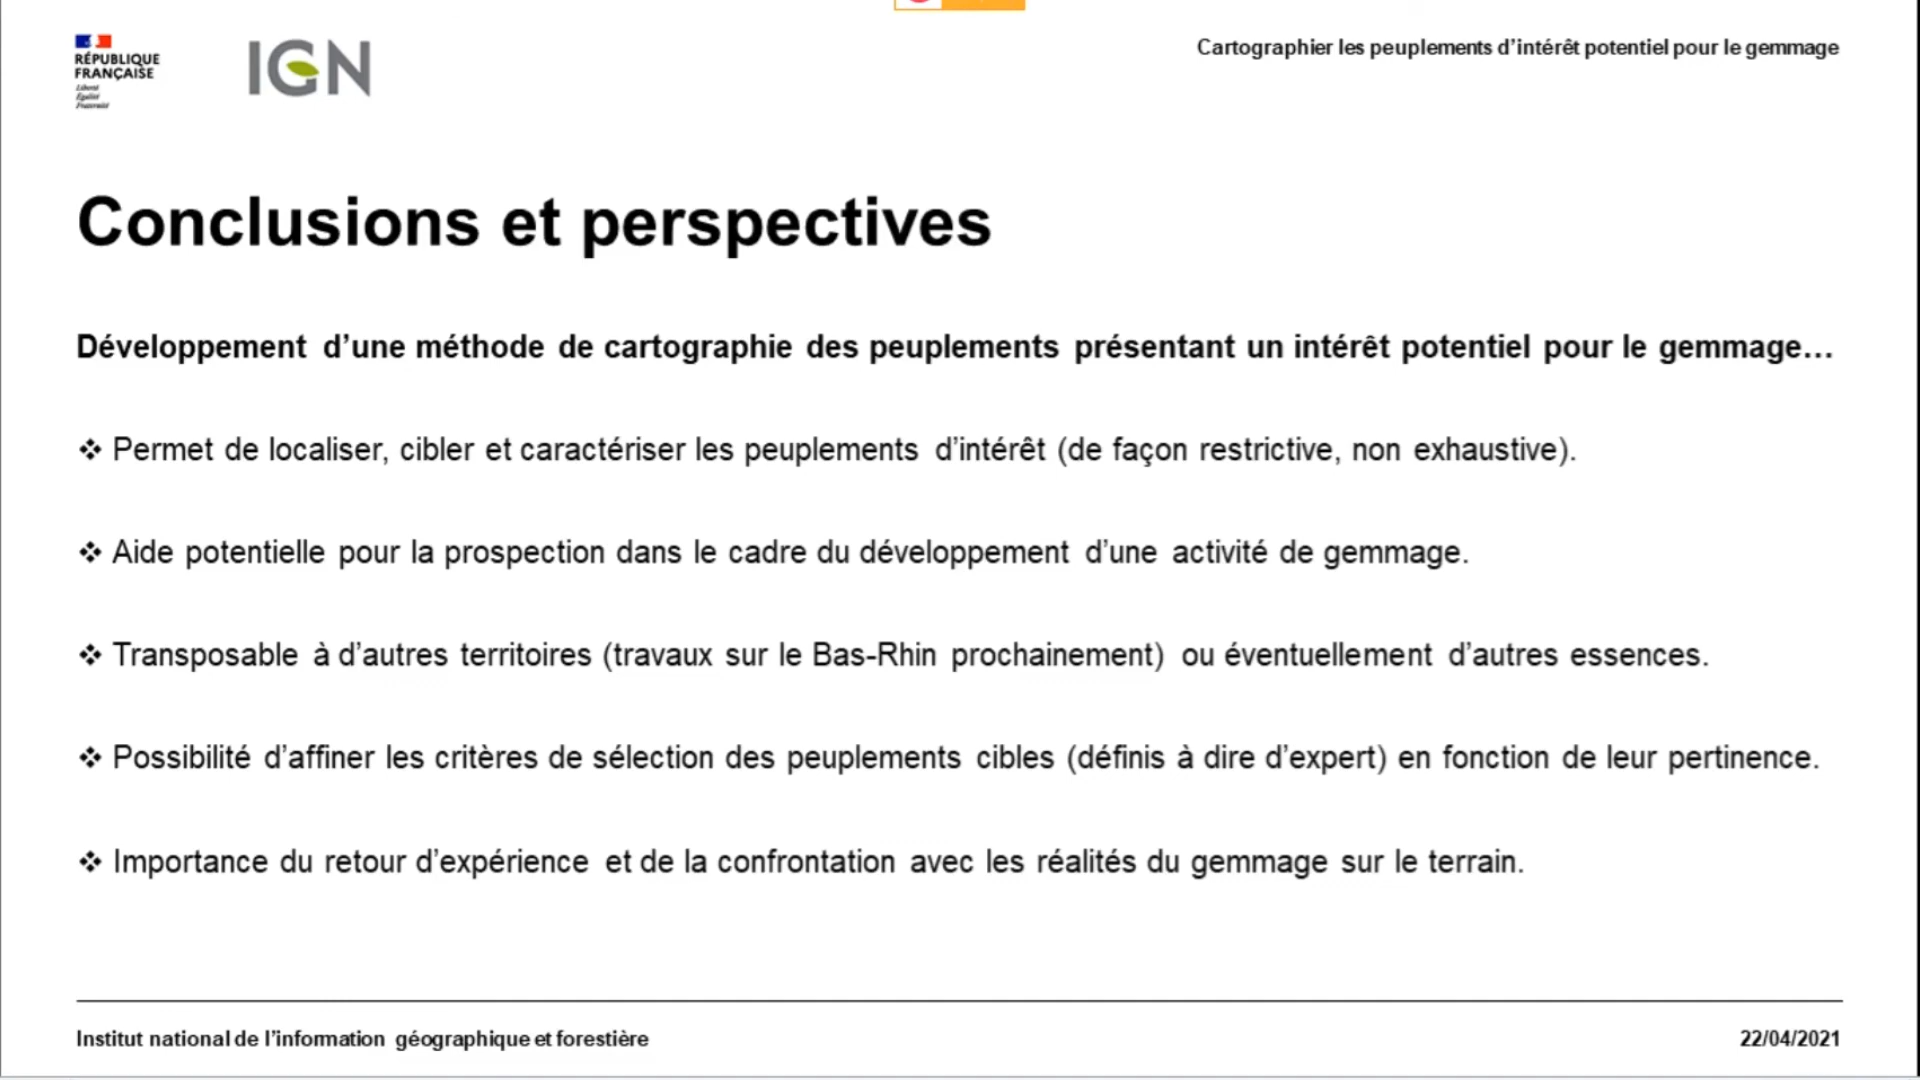 RÉPUBLIQUE
FRANÇAISE
Liberté
Égalité
Fraternité
IGN
Cartographier les peuplements d’intérêt potentiel pour le gemmage
Conclusions et perspectives
Développement d’une méthode de cartographie des peuplements présentant un intérêt potentiel pour le gemmage…
❖ Permet de localiser, cibler et caractériser les peuplements d’intérêt (de façon restrictive, non exhaustive).
❖ Aide potentielle pour la prospection dans le cadre du développement d’une activité de gemmage.
❖ Transposable à d’autres territoires (travaux sur le Bas-Rhin prochainement) ou éventuellement d’autres essences.
❖ Possibilité d’affiner les critères de sélection des peuplements cibles (définis à dire d’expert) en fonction de leur pertinence.
❖ Importance du retour d’expérience et de la confrontation avec les réalités du gemmage sur le terrain.
Institut national de l’information géographique et forestière
22/04/2021